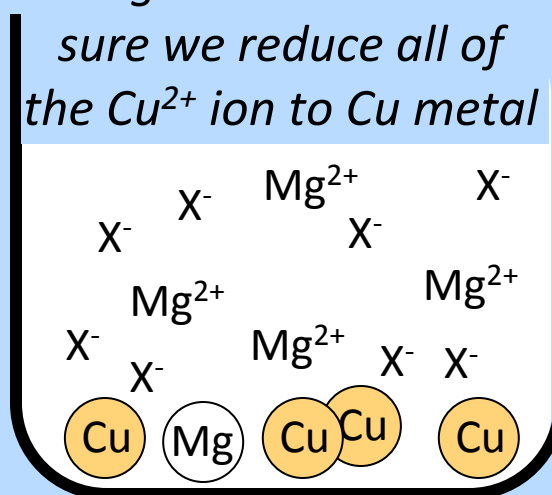 sure we reduce all of
the Cu²⁺ ion to Cu metal
Mg²⁺ X⁻
X⁻
X⁻ X⁻
Mg²⁺
Mg²⁺
X⁻ Mg²⁺ X⁻ X⁻
X⁻
Cu Mg Cu Cu Cu